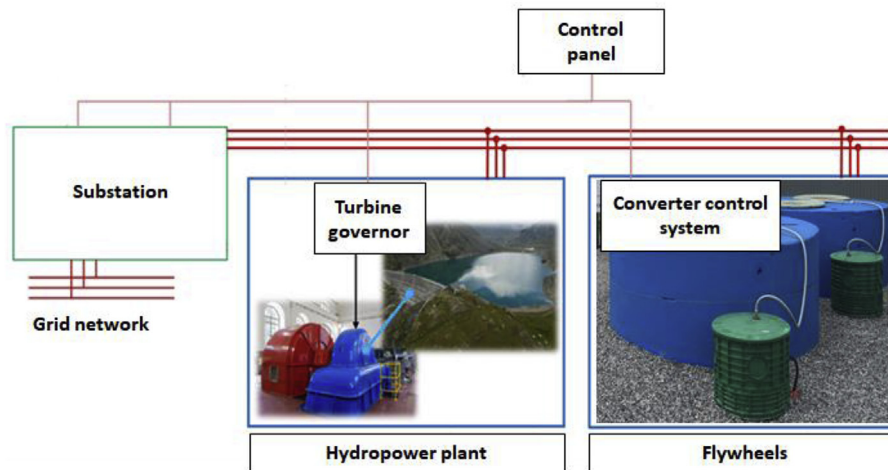 Control
panel
Substation
Turbine
governor
Converter control
system
Grid network
Hydropower plant
Flywheels